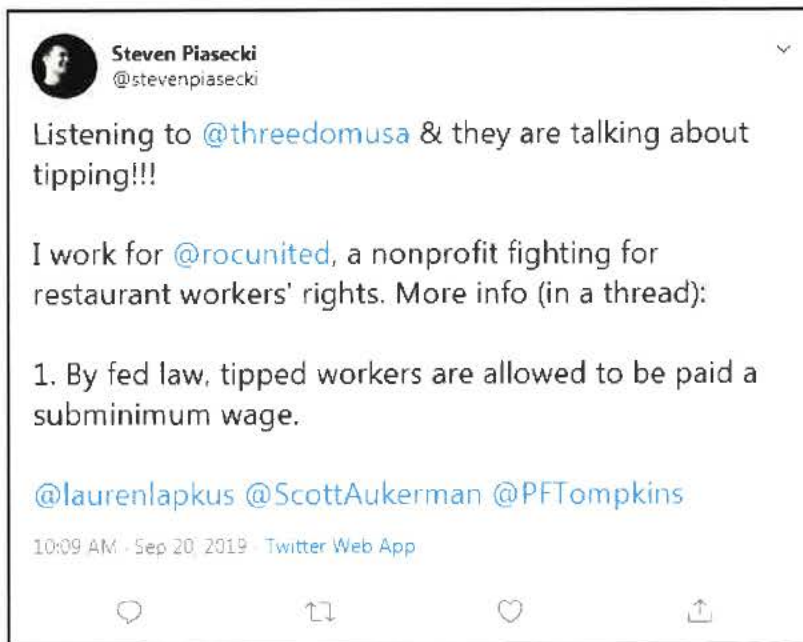 Steven Piasecki
@stevenpiasecki
Listening to @threedomusa & they are talking about
tipping!!!
I work for @rocunited, a nonprofit fighting for
restaurant workers' rights. More info (in a thread):
1. By fed law, tipped workers are allowed to be paid a
subminimum wage.
@laurenlapkus @ScottAukerman @PFTompkins
10:09 AM · Sep 20, 2019 · Twitter Web App